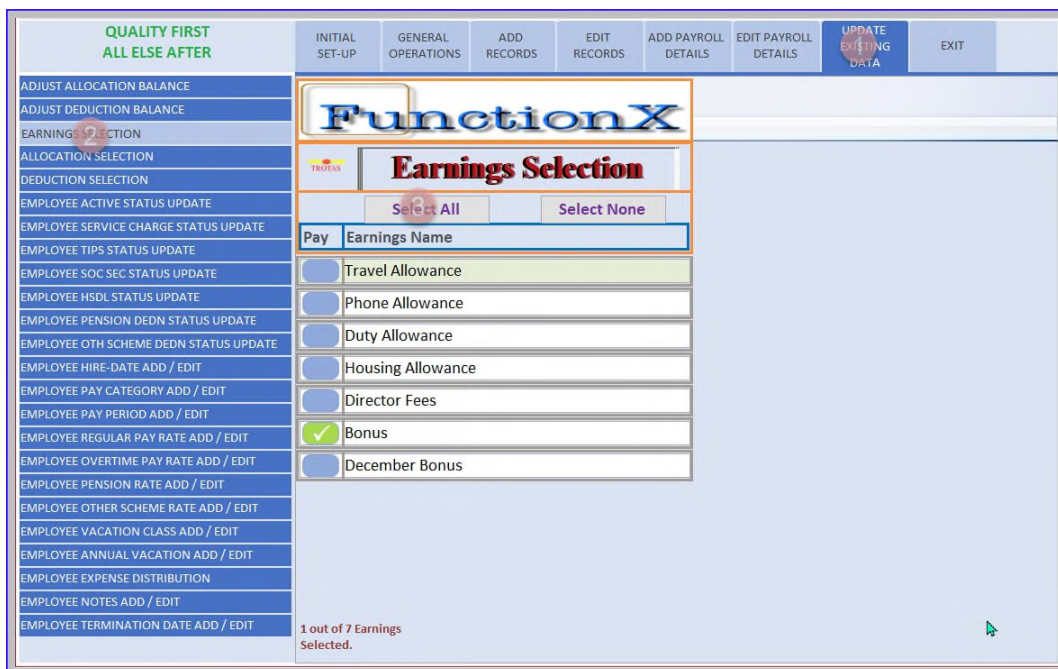 QUALITY FIRST
ALL ELSE AFTER
INITIAL
SET-UP
GENERAL
OPERATIONS
ADD
RECORDS
EDIT
RECORDS
ADD PAYROLL
DETAILS
EDIT PAYROLL
DETAILS
UPDATE
EXISTING
DATA
1
EXIT
ADJUST ALLOCATION BALANCE
ADJUST DEDUCTION BALANCE
EARNINGS SELECTION
2
ALLOCATION SELECTION
DEDUCTION SELECTION
EMPLOYEE ACTIVE STATUS UPDATE
EMPLOYEE SERVICE CHARGE STATUS UPDATE
EMPLOYEE TIPS STATUS UPDATE
EMPLOYEE SOC SEC STATUS UPDATE
EMPLOYEE HSDL STATUS UPDATE
EMPLOYEE PENSION DEDN STATUS UPDATE
EMPLOYEE OTH SCHEME DEDN STATUS UPDATE
EMPLOYEE HIRE-DATE ADD / EDIT
EMPLOYEE PAY CATEGORY ADD / EDIT
EMPLOYEE PAY PERIOD ADD / EDIT
EMPLOYEE REGULAR PAY RATE ADD / EDIT
EMPLOYEE OVERTIME PAY RATE ADD / EDIT
EMPLOYEE PENSION RATE ADD / EDIT
EMPLOYEE OTHER SCHEME RATE ADD / EDIT
EMPLOYEE VACATION CLASS ADD / EDIT
EMPLOYEE ANNUAL VACATION ADD / EDIT
EMPLOYEE EXPENSE DISTRIBUTION
EMPLOYEE NOTES ADD / EDIT
EMPLOYEE TERMINATION DATE ADD / EDIT
FunctionX
TROTAS
Earnings Selection
Select All
3
Select None
Pay Earnings Name
Travel Allowance
Phone Allowance
Duty Allowance
Housing Allowance
Director Fees
Bonus
December Bonus
1 out of 7 Earnings
Selected.